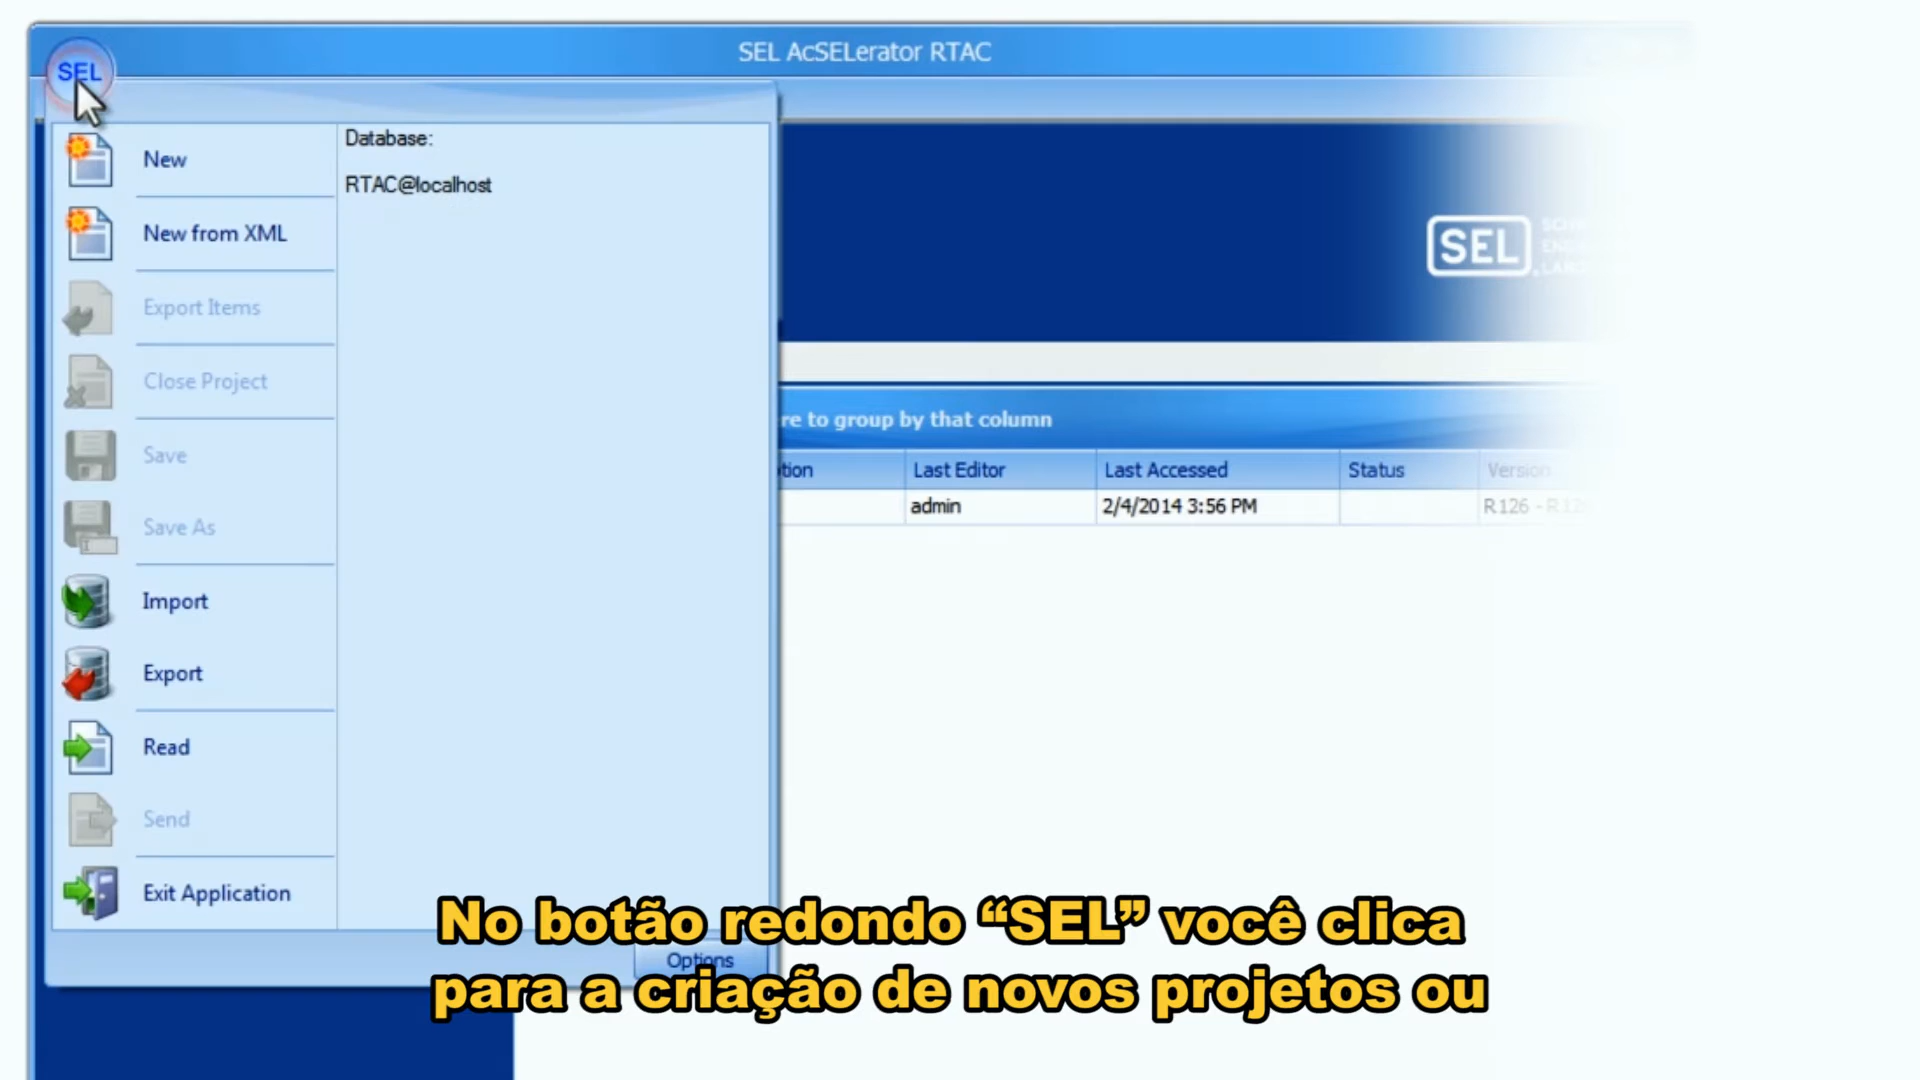 SEL AcSELerator RTAC
SEL
New
New from XML
Export Items
Close Project
Save
Save As
Import
Export
Read
Send
Exit Application
Database:
RTAC@localhost
Options
SEL
re to group by that column
tion Last Editor Last Accessed Status Version
admin 2/4/2014 3:56 PM R126 - R12
No botão redondo “SEL” você clica
para a criação de novos projetos ou